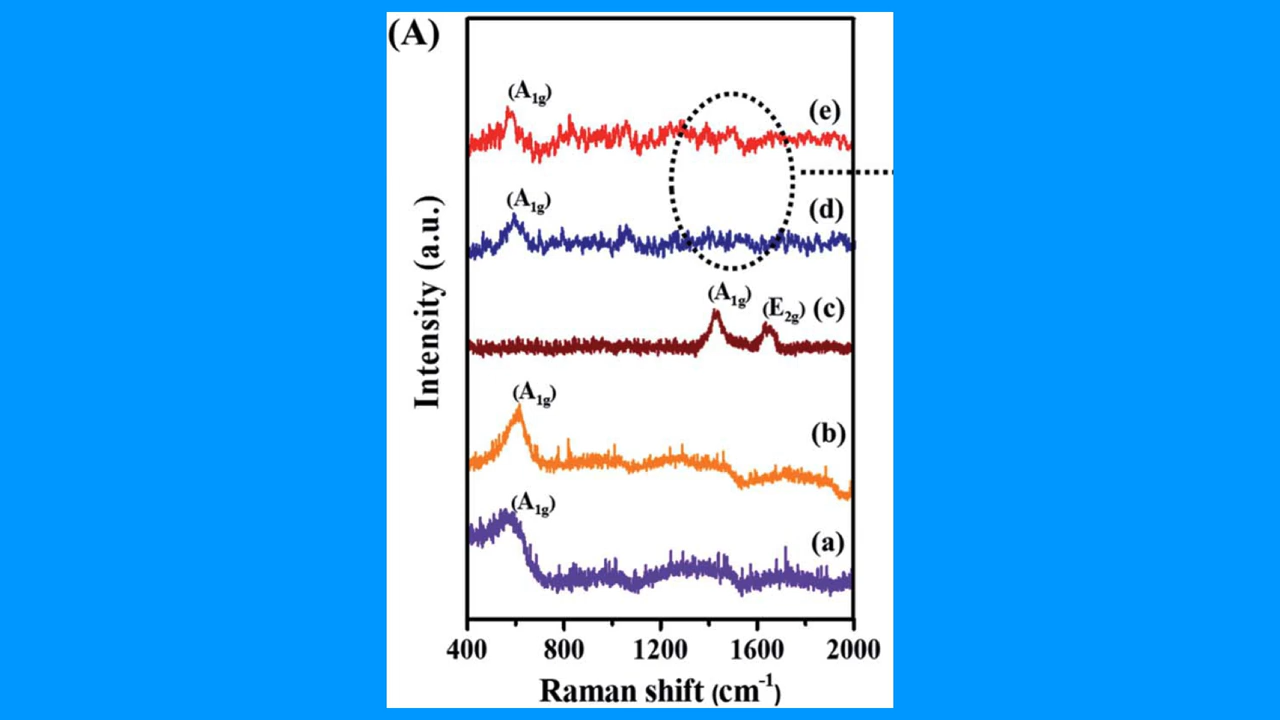 (A)
(A1g)
(e)
(A1g)
(d)
(A1g)
(E2g) (c)
(A1g)
(b)
(A1g)
(a)
Intensity (a.u.)
400 800 1200 1600 2000
Raman shift (cm-1)